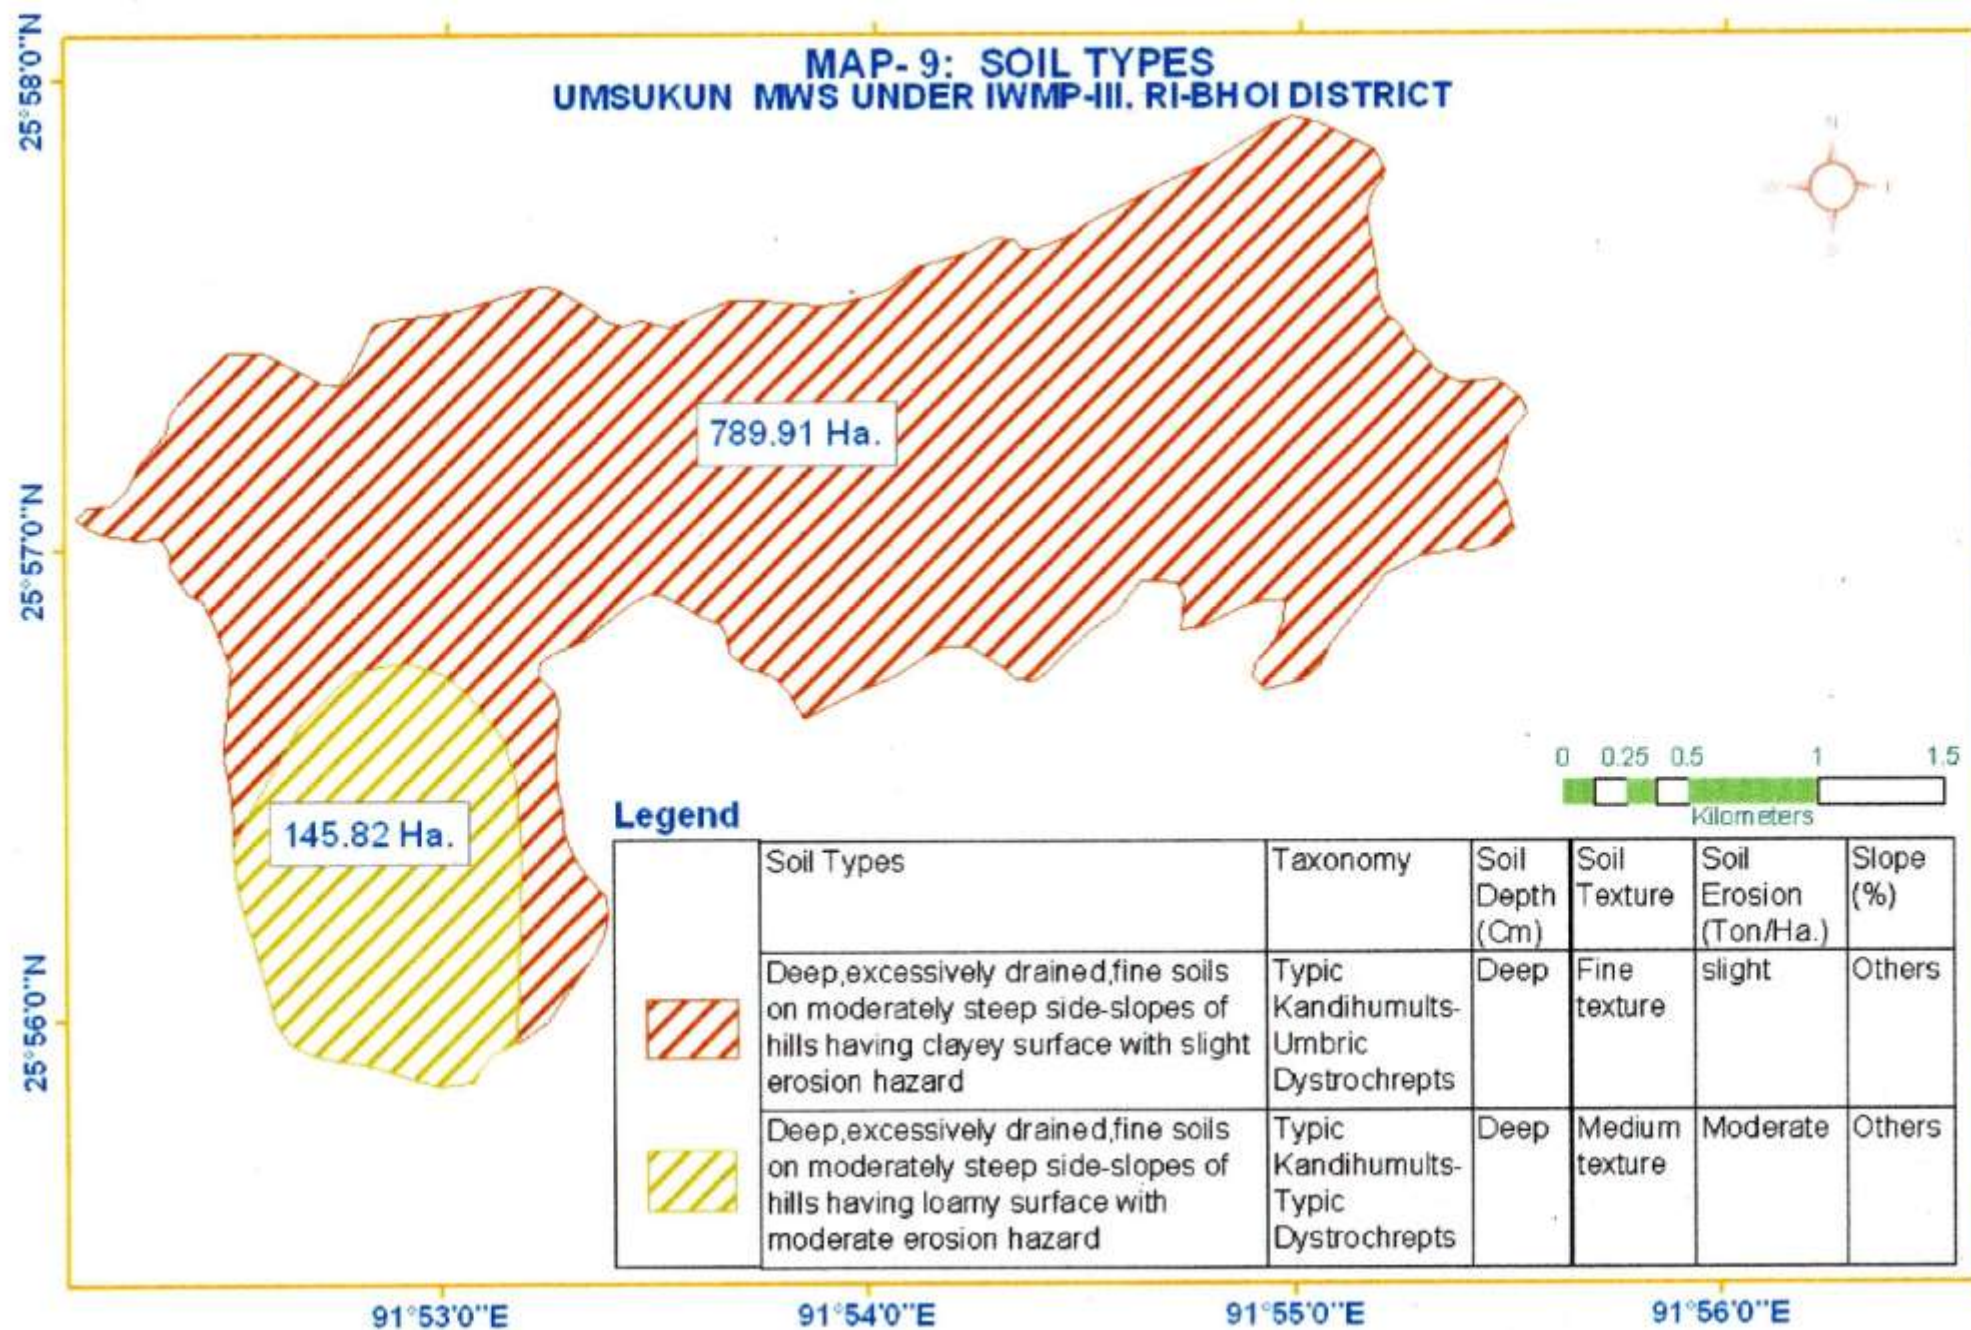 MAP- 9: SOIL TYPES
UMSUKUN MWS UNDER IWMP-III. RI-BHOI DISTRICT
25°58'0"N
25°57'0"N
25°56'0"N
789.91 Ha.
145.82 Ha.
0 0.25 0.5 1 1.5
Kilometers
Legend
Soil Types
Taxonomy
Soil
Depth
(Cm)
Soil
Texture
Soil
Erosion
(Ton/Ha.)
Slope
(%)
Deep,excessively drained,fine soils
on moderately steep side-slopes of
hills having clayey surface with slight
erosion hazard
Typic
Kandihumults-
Umbric
Dystrochrepts
Deep
Fine
texture
slight
Others
Deep,excessively drained,fine soils
on moderately steep side-slopes of
hills having loamy surface with
moderate erosion hazard
Typic
Kandihumults-
Typic
Dystrochrepts
Deep
Medium
texture
Moderate
Others
91°53'0"E
91°54'0"E
91°55'0"E
91°56'0"E